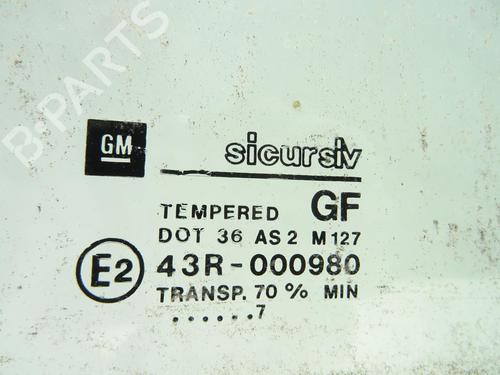 B-PARTS
GM sicursiv
TEMPERED GF
DOT 36 AS2 M127
E2 43R-000980
TRANSP. 70% MIN
......7